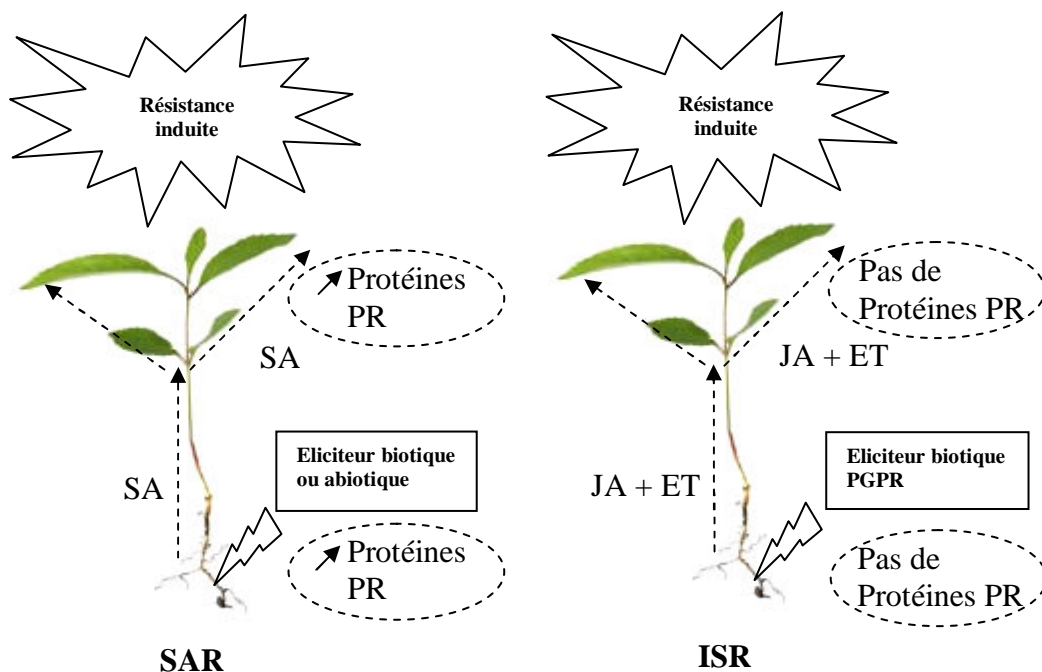 Résistance
induite
Protéines
PR
SA
SA
Eliciteur biotique
ou abiotique
Protéines
PR
SAR
Résistance
induite
Pas de
Protéines PR
JA + ET
JA + ET
Eliciteur biotique
PGPR
Pas de
Protéines PR
ISR